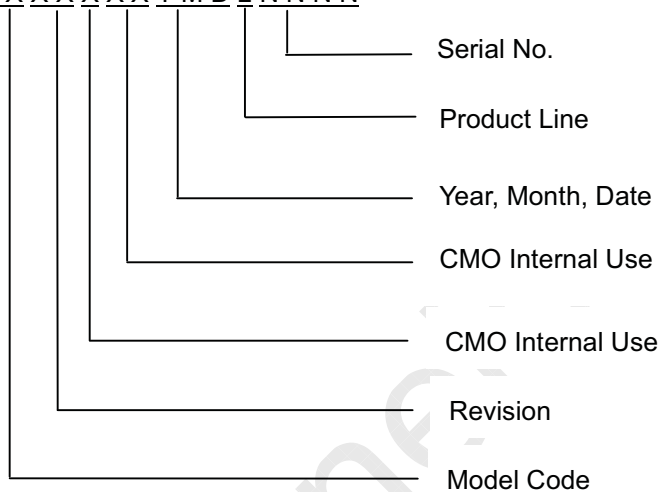 Serial No.
Product Line
Year, Month, Date
CMO Internal Use
CMO Internal Use
Revision
Model Code